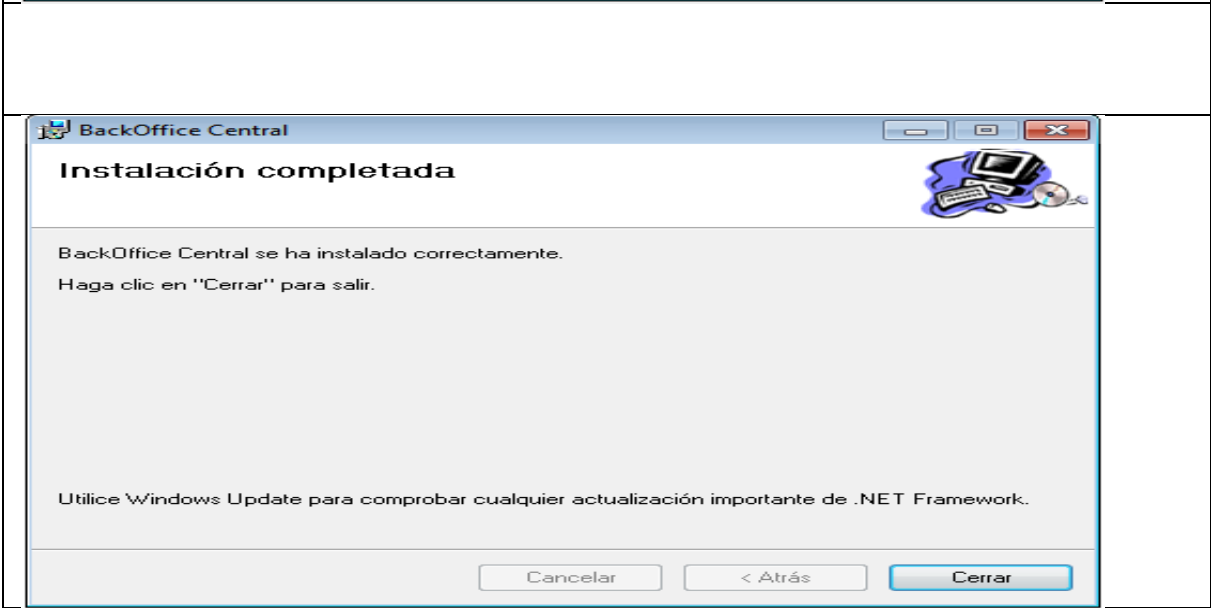 BackOffice Central
Instalación completada
BackOffice Central se ha instalado correctamente.
Haga clic en "Cerrar" para salir.
Utilice Windows Update para comprobar cualquier actualización importante de .NET Framework.
Cancelar
< Atrás
Cerrar